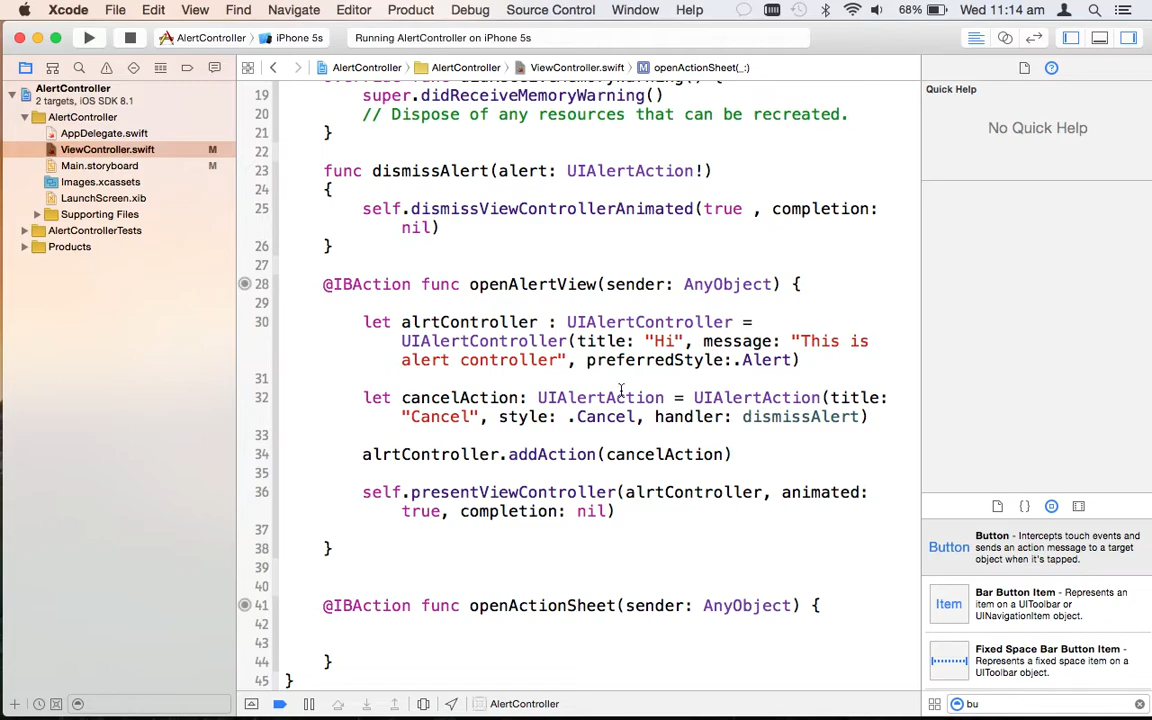 Xcode File Edit View Find Navigate Editor Product Debug Source Control Window Help 68% Wed 11:14 am
AlertController iPhone 5s Running AlertController on iPhone 5s
AlertController AlertController ViewController.swift M openActionSheet(_:)
AlertController
2 targets, iOS SDK 8.1
AlertController
AppDelegate.swift
ViewController.swift M
Main.storyboard M
Images.xcassets
LaunchScreen.xib
Supporting Files
AlertControllerTests
Products
19 super.didReceiveMemoryWarning()
20 // Dispose of any resources that can be recreated.
21 }
22
23 func dismissAlert(alert: UIAlertAction!)
24 {
25 self.dismissViewControllerAnimated(true , completion:
nil)
26 }
27
28 @IBAction func openAlertView(sender: AnyObject) {
29
30 let alrtController : UIAlertController =
UIAlertController(title: "Hi", message: "This is
alert controller", preferredStyle:.Alert)
31
32 let cancelAction: UIAlertAction = UIAlertAction(title:
"Cancel", style: .Cancel, handler: dismissAlert)
33
34 alrtController.addAction(cancelAction)
35
36 self.presentViewController(alrtController, animated:
true, completion: nil)
37
38 }
39
40
41 @IBAction func openActionSheet(sender: AnyObject) {
42
43
44 }
45 }
AlertController
Quick Help
No Quick Help
Button
Button - Intercepts touch events and
sends an action message to a target
object when it's tapped.
Item
Bar Button Item - Represents an
item on a UIToolbar or
UINavigationItem object.
Fixed Space Bar Button Item -
Represents a fixed space item on a
UIToolbar object.
bu